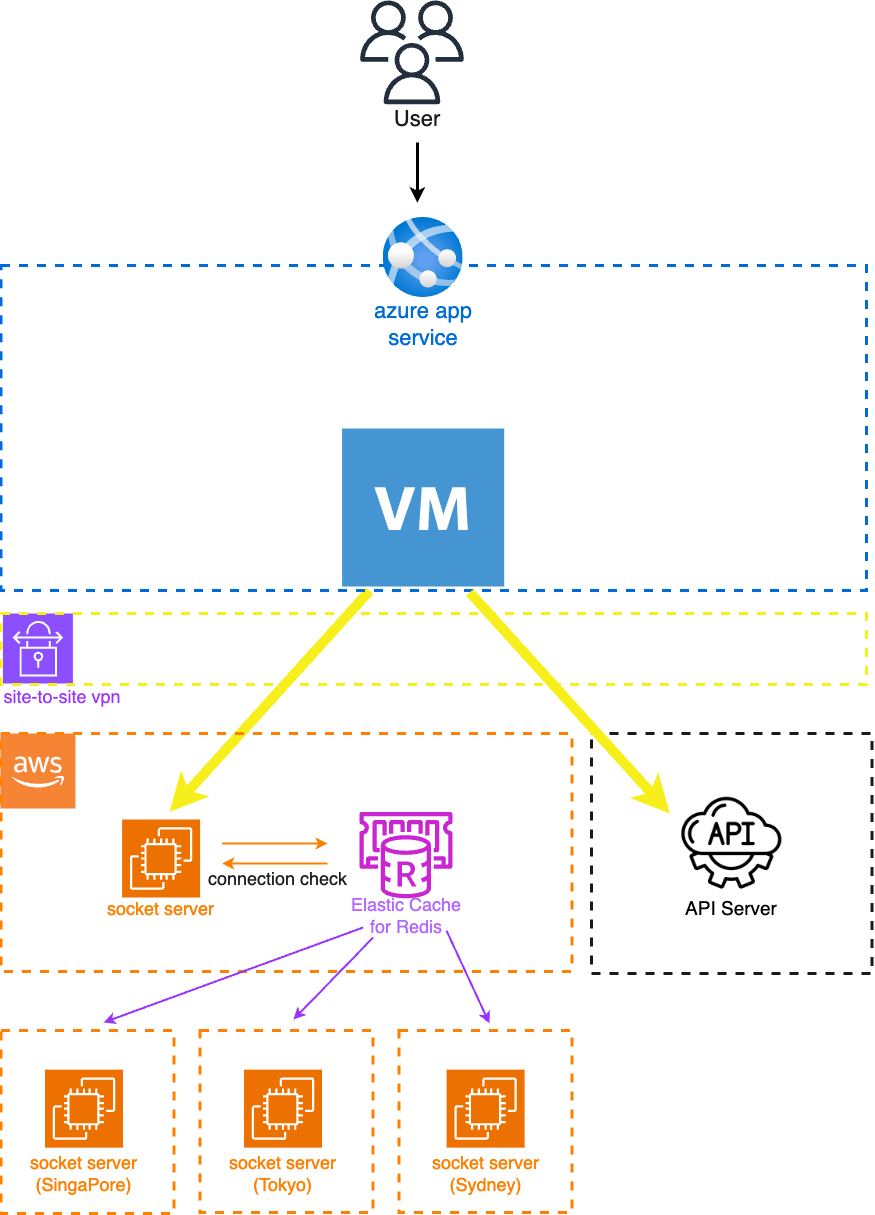 User
azure app
service
VM
site-to-site vpn
aws
connection check
R
API
socket server
Elastic Cache
for Redis
API Server
socket server
(SingaPore)
socket server
(Tokyo)
socket server
(Sydney)